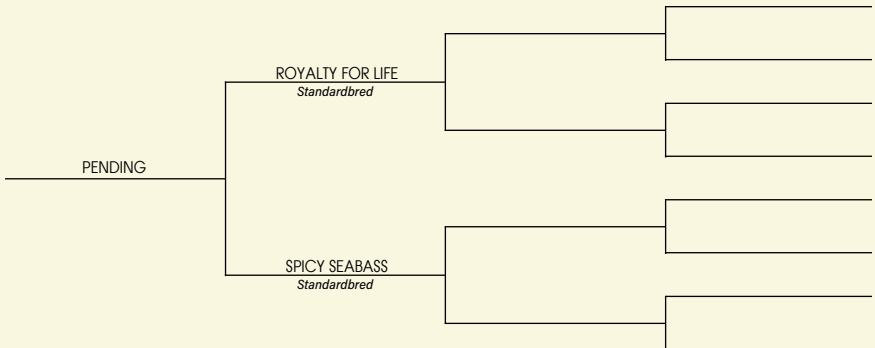 ROYALTY FOR LIFE
Standardbred
PENDING
SPICY SEABASS
Standardbred